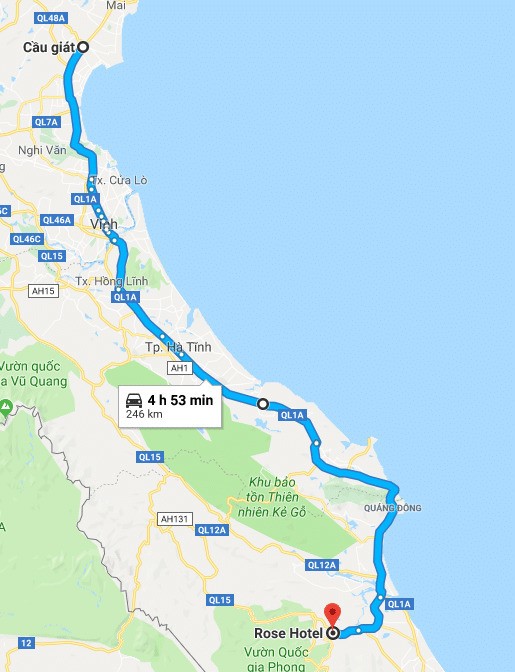 Mai
QL48A
Cầu giát
QL7A
Nghi Văn
Tx. Cửa Lò
QL1A
QL46A
Vinh
QL46C
QL15
Tx. Hồng Lĩnh
AH15
QL1A
Tp. Hà Tĩnh
AH1
Vườn quốc
a Vũ Quang
4 h 53 min
246 km
QL1A
QL15
Khu bảo
tồn Thiên
nhiên Kẻ Gỗ
QUẢNG ĐÔNG
AH131
QL12A
QL12A
QL15
QL1A
Rose Hotel
12
Vườn Quốc
gia Phong